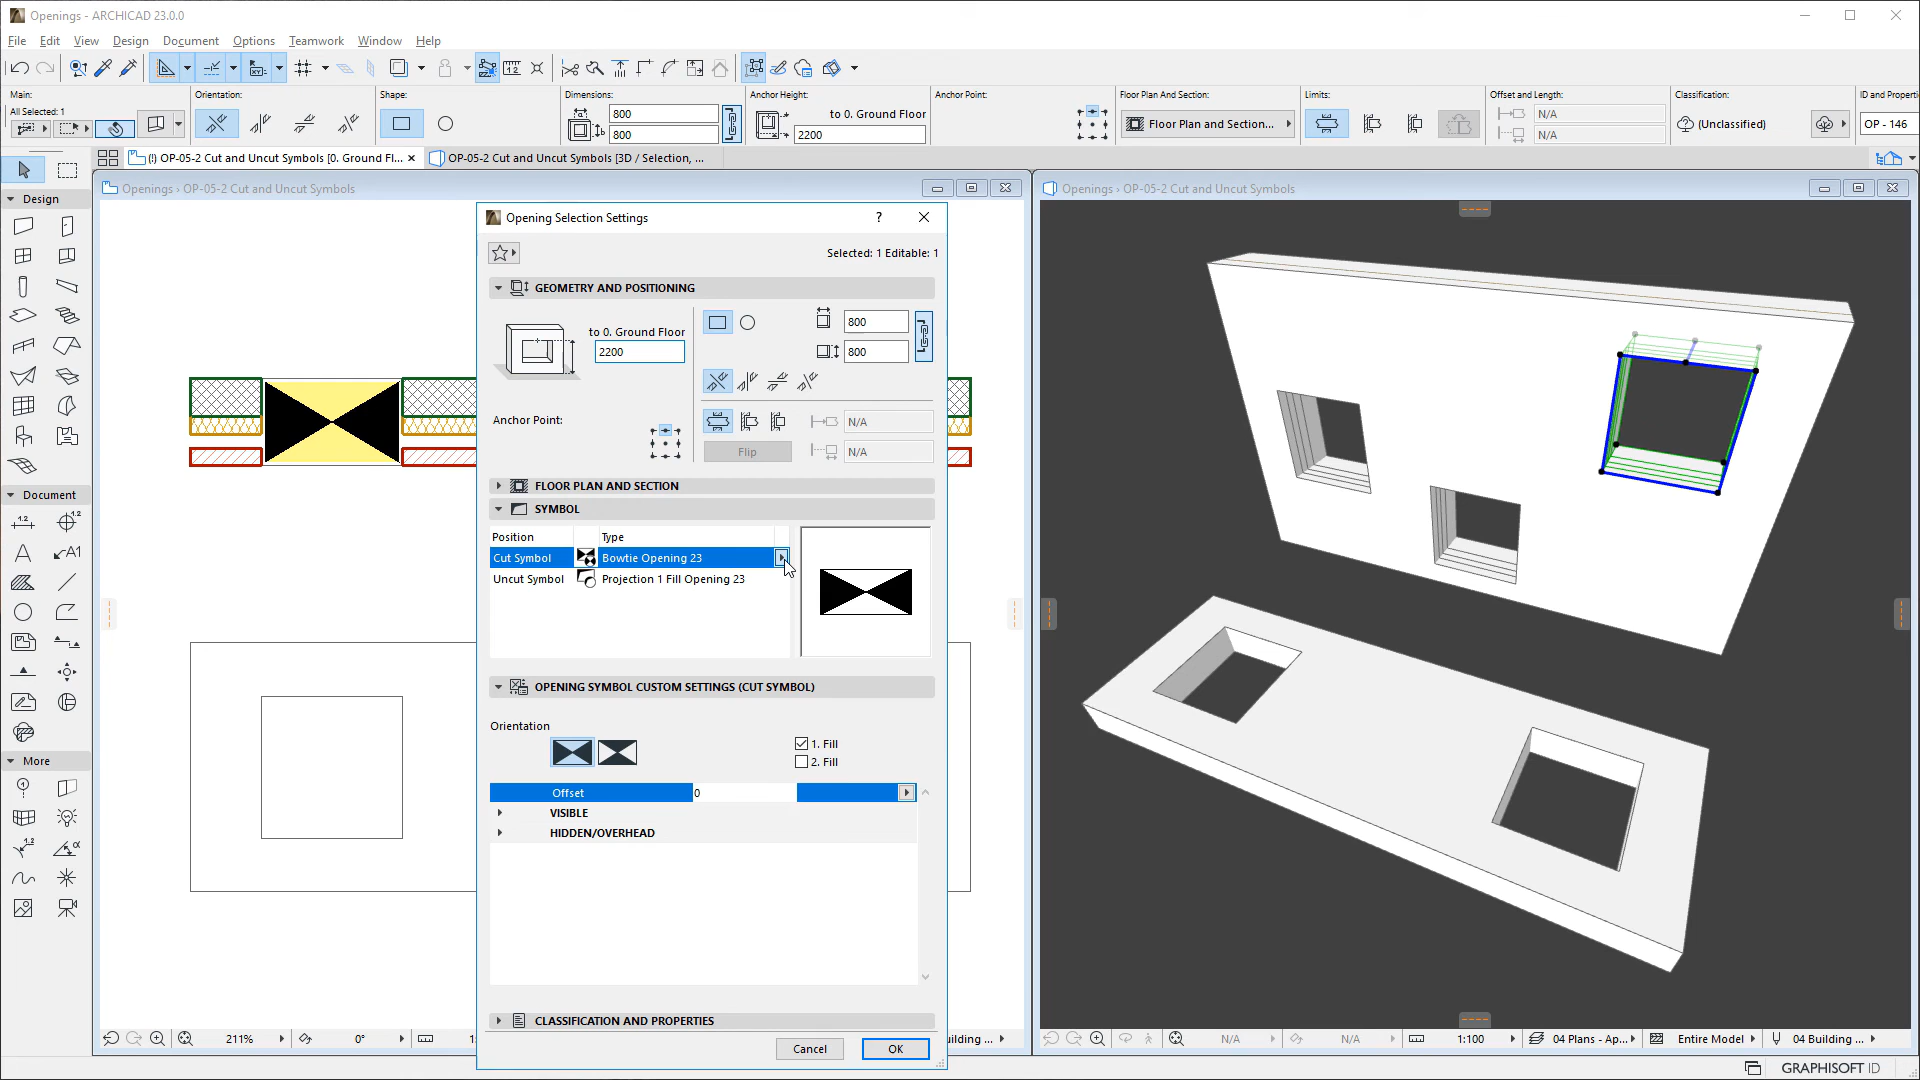 Openings - ARCHICAD 23.0.0
File Edit View Design Document Options Teamwork Window Help
Main:
All Selected: 1
Orientation:
Shape:
Dimensions:
800
800
Anchor Height:
to 0. Ground Floor
2200
Anchor Point:
Floor Plan And Section:
Floor Plan and Section...
Limits:
Offset and Length:
N/A
N/A
Classification:
(Unclassified)
ID and Properti
OP - 146
(!) OP-05-2 Cut and Uncut Symbols [0. Ground Fl...
OP-05-2 Cut and Uncut Symbols [3D / Selection, ...
Openings › OP-05-2 Cut and Uncut Symbols
Openings › OP-05-2 Cut and Uncut Symbols
Design
Document
More
Opening Selection Settings
?
Selected: 1 Editable: 1
GEOMETRY AND POSITIONING
to 0. Ground Floor
2200
800
800
Anchor Point:
N/A
Flip
N/A
FLOOR PLAN AND SECTION
SYMBOL
Position Type
Cut Symbol Bowtie Opening 23
Uncut Symbol Projection 1 Fill Opening 23
OPENING SYMBOL CUSTOM SETTINGS (CUT SYMBOL)
Orientation
1. Fill
2. Fill
Offset 0
VISIBLE
HIDDEN/OVERHEAD
CLASSIFICATION AND PROPERTIES
Cancel OK
211% 0°
uilding ...
N/A N/A 1:100 04 Plans - Ap... Entire Model 04 Building ...
GRAPHISOFT ID